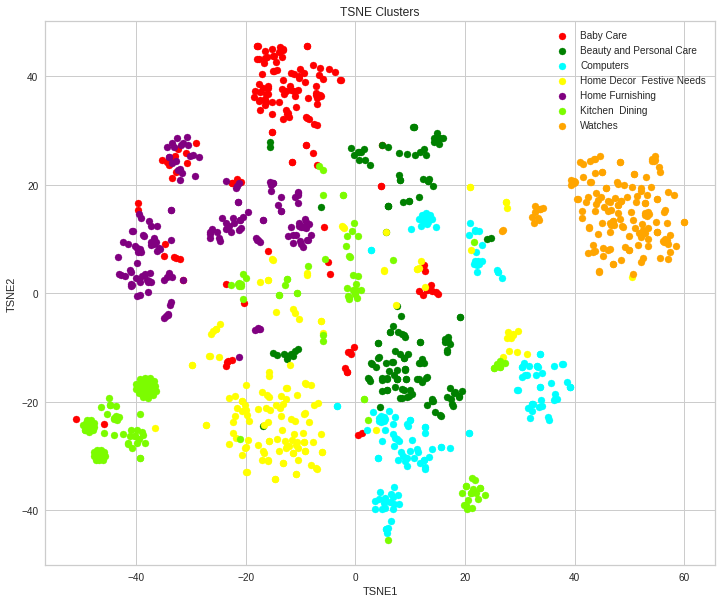 TSNE Clusters
Baby Care
Beauty and Personal Care
Computers
Home Decor  Festive Needs
Home Furnishing
Kitchen  Dining
Watches
40
20
0
−20
−40
TSNE2
−40
−20
0
20
40
60
TSNE1